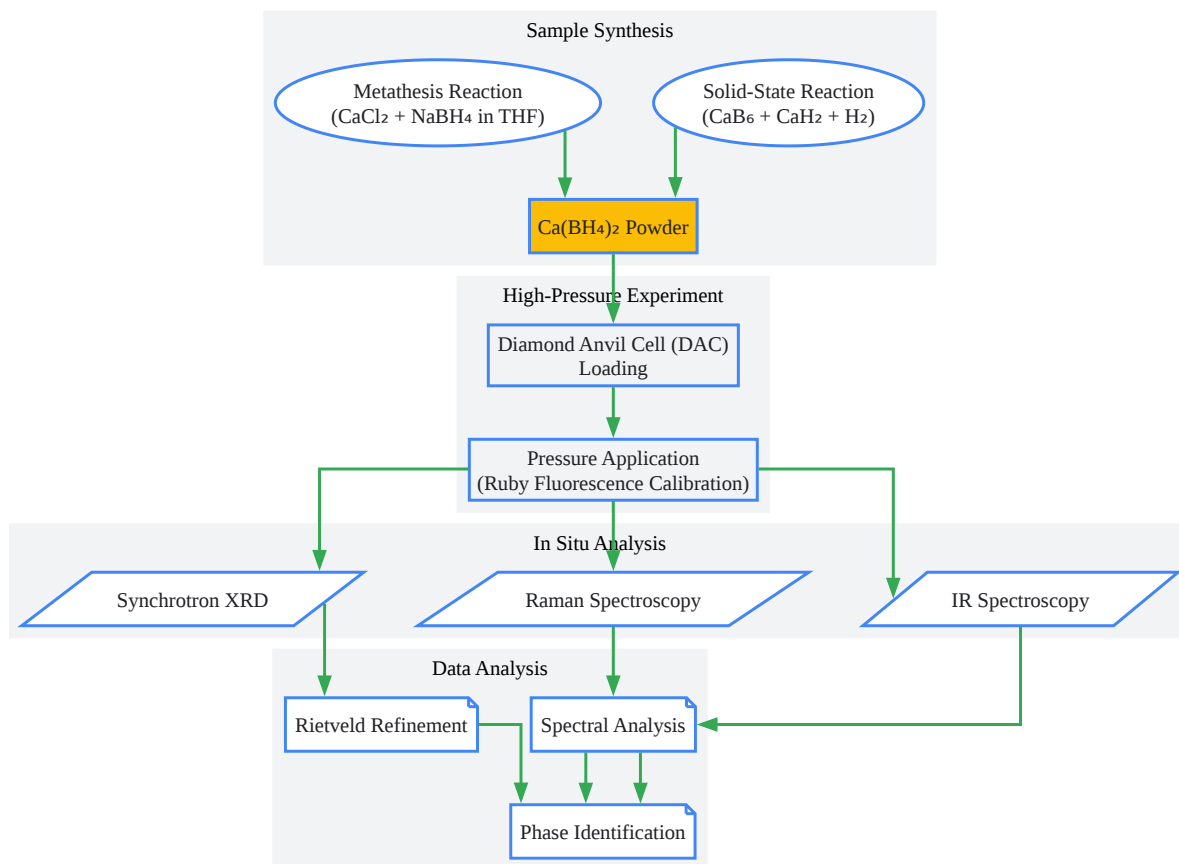 Sample Synthesis
Metathesis Reaction
(CaCl₂ + NaBH₄ in THF)
Solid-State Reaction
(CaB₆ + CaH₂ + H₂)
Ca(BH₄)₂ Powder
High-Pressure Experiment
Diamond Anvil Cell (DAC)
Loading
Pressure Application
(Ruby Fluorescence Calibration)
In Situ Analysis
Synchrotron XRD
Raman Spectroscopy
IR Spectroscopy
Data Analysis
Rietveld Refinement
Spectral Analysis
Phase Identification